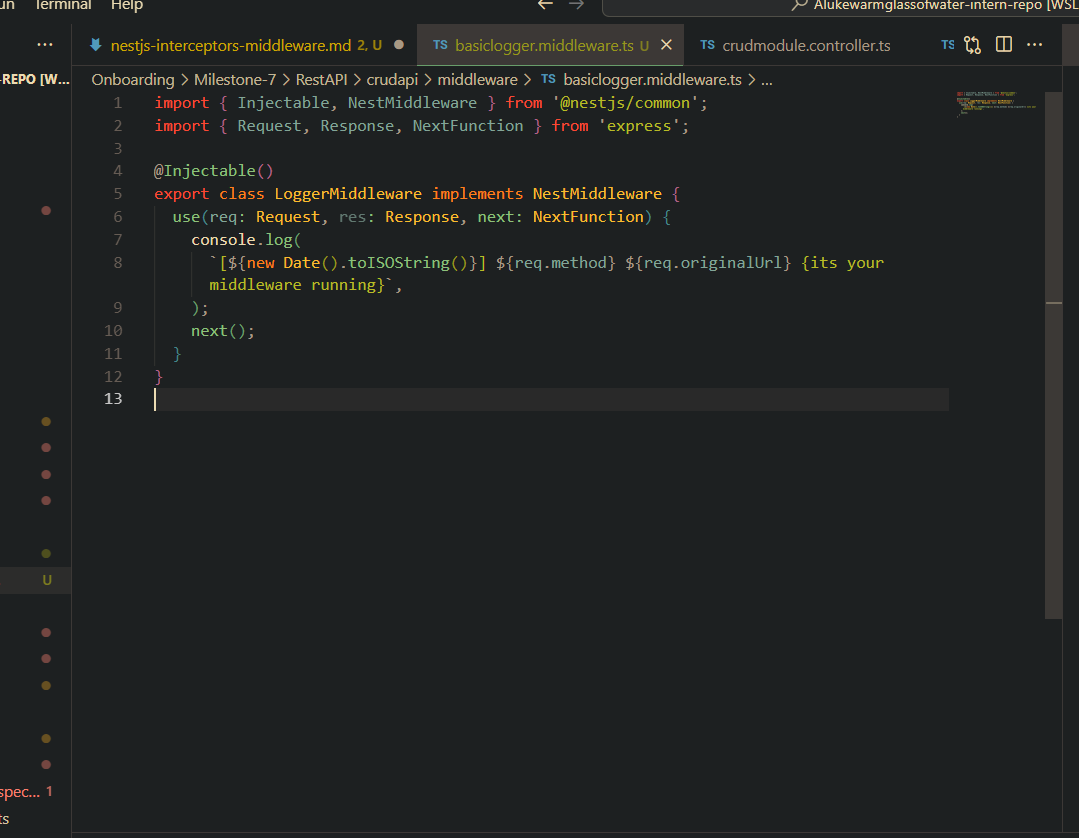 Terminal Help
Alukewarmglassofwater-intern-repo [WSL
nestjs-interceptors-middleware.md 2, U
TS basiclogger.middleware.ts U
TS crudmodule.controller.ts
TS
-REPO [W...
Onboarding > Milestone-7 > RestAPI > crudapi > middleware > TS basiclogger.middleware.ts > ...
1 import { Injectable, NestMiddleware } from '@nestjs/common';
2 import { Request, Response, NextFunction } from 'express';
3
4 @Injectable()
5 export class LoggerMiddleware implements NestMiddleware {
6 use(req: Request, res: Response, next: NextFunction) {
7 console.log(
8 `[${new Date().toISOString()}] ${req.method} ${req.originalUrl} {its your
middleware running}`,
9 );
10 next();
11 }
12 }
13
U
spec... 1
ts